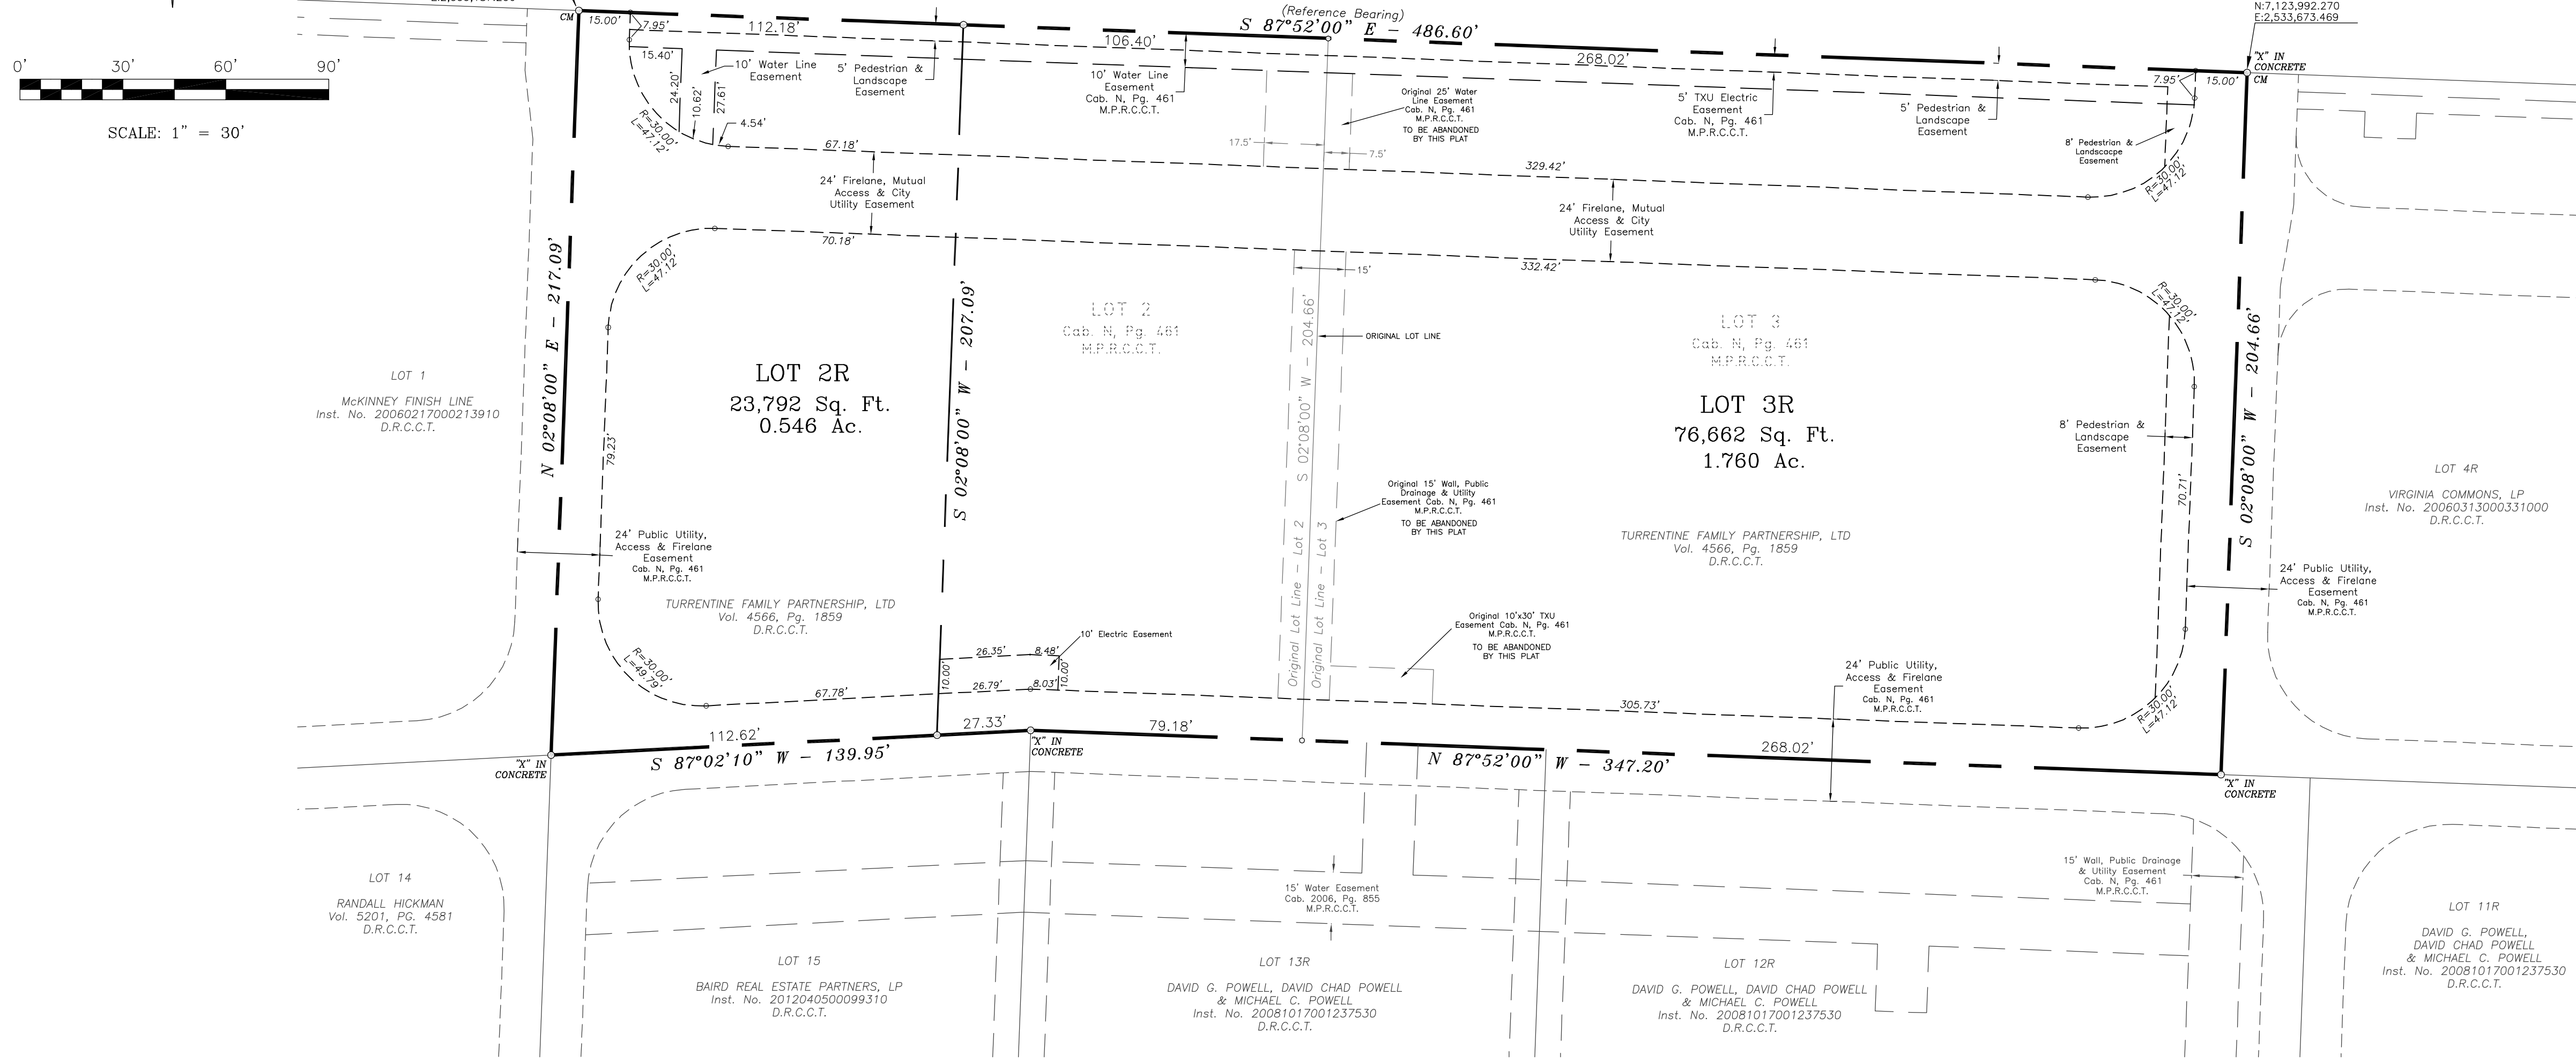 N:7,123,992.270
E:2,533,673.469
"X" IN
CONCRETE
CM
CM
(Reference Bearing)
S 87°52'00" E - 486.60'
15.00'
7.95'
112.18'
106.40'
268.02'
7.95'
15.00'
0'
30'
60'
90'
SCALE: 1" = 30'
15.40'
24.20'
10.62'
27.61'
4.54'
R=30.00'
L=47.12'
10' Water Line
Easement
5' Pedestrian &
Landscape
Easement
10' Water Line
Easement
Cab. N, Pg. 461
M.P.R.C.C.T.
Original 25' Water
Line Easement
Cab. N, Pg. 461
M.P.R.C.C.T.
TO BE ABANDONED
BY THIS PLAT
17.5'
7.5'
5' TXU Electric
Easement
Cab. N, Pg. 461
M.P.R.C.C.T.
5' Pedestrian &
Landscape
Easement
8' Pedestrian &
Landscacpe
Easement
R=30.00'
L=47.12'
67.18'
329.42'
24' Firelane, Mutual
Access & City
Utility Easement
24' Firelane, Mutual
Access & City
Utility Easement
70.18'
332.42'
15'
R=30.00'
L=47.12'
R=30.00'
L=47.12'
N 02°08'00" E - 217.09'
S 02°08'00" W - 207.09'
S 02°08'00" W - 204.66'
S 02°08'00" W - 204.66'
LOT 2
Cab. N, Pg. 461
M.P.R.C.C.T.
ORIGINAL LOT LINE
LOT 3
Cab. N, Pg. 461
M.P.R.C.C.T.
LOT 2R
23,792 Sq. Ft.
0.546 Ac.
LOT 3R
76,662 Sq. Ft.
1.760 Ac.
LOT 1
McKINNEY FINISH LINE
Inst. No. 20060217000213910
D.R.C.C.T.
79.23'
8' Pedestrian &
Landscape
Easement
70.71'
LOT 4R
VIRGINIA COMMONS, LP
Inst. No. 20060313000331000
D.R.C.C.T.
Original 15' Wall, Public
Drainage & Utility
Easement Cab. N, Pg. 461
M.P.R.C.C.T.
TO BE ABANDONED
BY THIS PLAT
Original Lot Line - Lot 2
Original Lot Line - Lot 3
24' Public Utility,
Access & Firelane
Easement
Cab. N, Pg. 461
M.P.R.C.C.T.
TURRENTINE FAMILY PARTNERSHIP, LTD
Vol. 4566, Pg. 1859
D.R.C.C.T.
TURRENTINE FAMILY PARTNERSHIP, LTD
Vol. 4566, Pg. 1859
D.R.C.C.T.
24' Public Utility,
Access & Firelane
Easement
Cab. N, Pg. 461
M.P.R.C.C.T.
Original 10'x30' TXU
Easement Cab. N, Pg. 461
M.P.R.C.C.T.
TO BE ABANDONED
BY THIS PLAT
10' Electric Easement
26.35'
8.48'
10.00'
10.00'
26.79'
8.03'
R=30.00'
L=49.79'
67.78'
305.73'
24' Public Utility,
Access & Firelane
Easement
Cab. N, Pg. 461
M.P.R.C.C.T.
R=30.00'
L=47.12'
112.62'
27.33'
79.18'
268.02'
S 87°02'10" W - 139.95'
N 87°52'00" W - 347.20'
"X" IN
CONCRETE
"X" IN
CONCRETE
"X" IN
CONCRETE
LOT 14
RANDALL HICKMAN
Vol. 5201, PG. 4581
D.R.C.C.T.
LOT 15
BAIRD REAL ESTATE PARTNERS, LP
Inst. No. 2012040500099310
D.R.C.C.T.
15' Water Easement
Cab. 2006, Pg. 855
M.P.R.C.C.T.
LOT 13R
DAVID G. POWELL, DAVID CHAD POWELL
& MICHAEL C. POWELL
Inst. No. 20081017001237530
D.R.C.C.T.
LOT 12R
DAVID G. POWELL, DAVID CHAD POWELL
& MICHAEL C. POWELL
Inst. No. 20081017001237530
D.R.C.C.T.
15' Wall, Public Drainage
& Utility Easement
Cab. N, Pg. 461
M.P.R.C.C.T.
LOT 11R
DAVID G. POWELL,
DAVID CHAD POWELL
& MICHAEL C. POWELL
Inst. No. 20081017001237530
D.R.C.C.T.